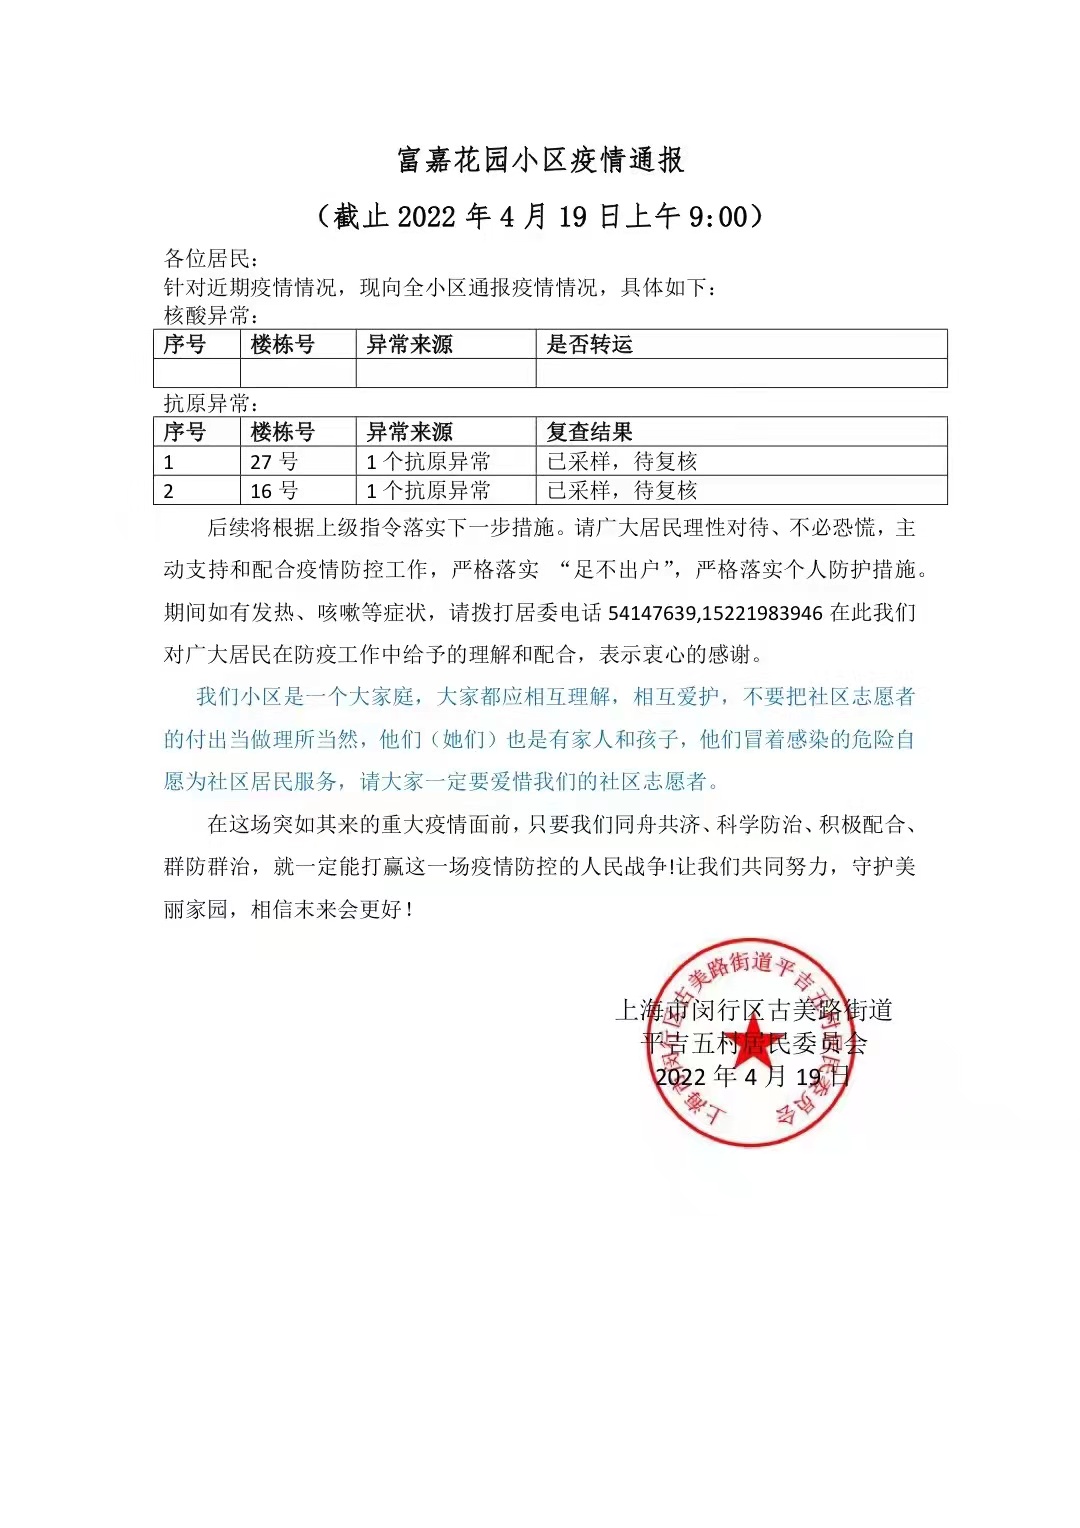 富嘉花园小区疫情通报
（截止 2022 年 4 月 19 日上午 9:00）
各位居民：
针对近期疫情情况，现向全小区通报疫情情况，具体如下：
核酸异常：
序号 楼栋号 异常来源 是否转运
抗原异常：
序号 楼栋号 异常来源 复查结果
1 27 号 1 个抗原异常 已采样，待复核
2 16 号 1 个抗原异常 已采样，待复核
后续将根据上级指令落实下一步措施。请广大居民理性对待、不必恐慌，主
动支持和配合疫情防控工作，严格落实 “足不出户”，严格落实个人防护措施。
期间如有发热、咳嗽等症状，请拨打居委电话 54147639,15221983946 在此我们
对广大居民在防疫工作中给予的理解和配合，表示衷心的感谢。
我们小区是一个大家庭，大家都应相互理解，相互爱护，不要把社区志愿者
的付出当做理所当然，他们（她们）也是有家人和孩子，他们冒着感染的危险自
愿为社区居民服务，请大家一定要爱惜我们的社区志愿者。
在这场突如其来的重大疫情面前，只要我们同舟共济、科学防治、积极配合、
群防群治，就一定能打赢这一场疫情防控的人民战争!让我们共同努力，守护美
丽家园，相信末来会更好！
上海市闵行区古美路街道
平吉五村居民委员会
2022 年 4 月 19 日
上海市闵行区古美路街道平吉五村居民委员会